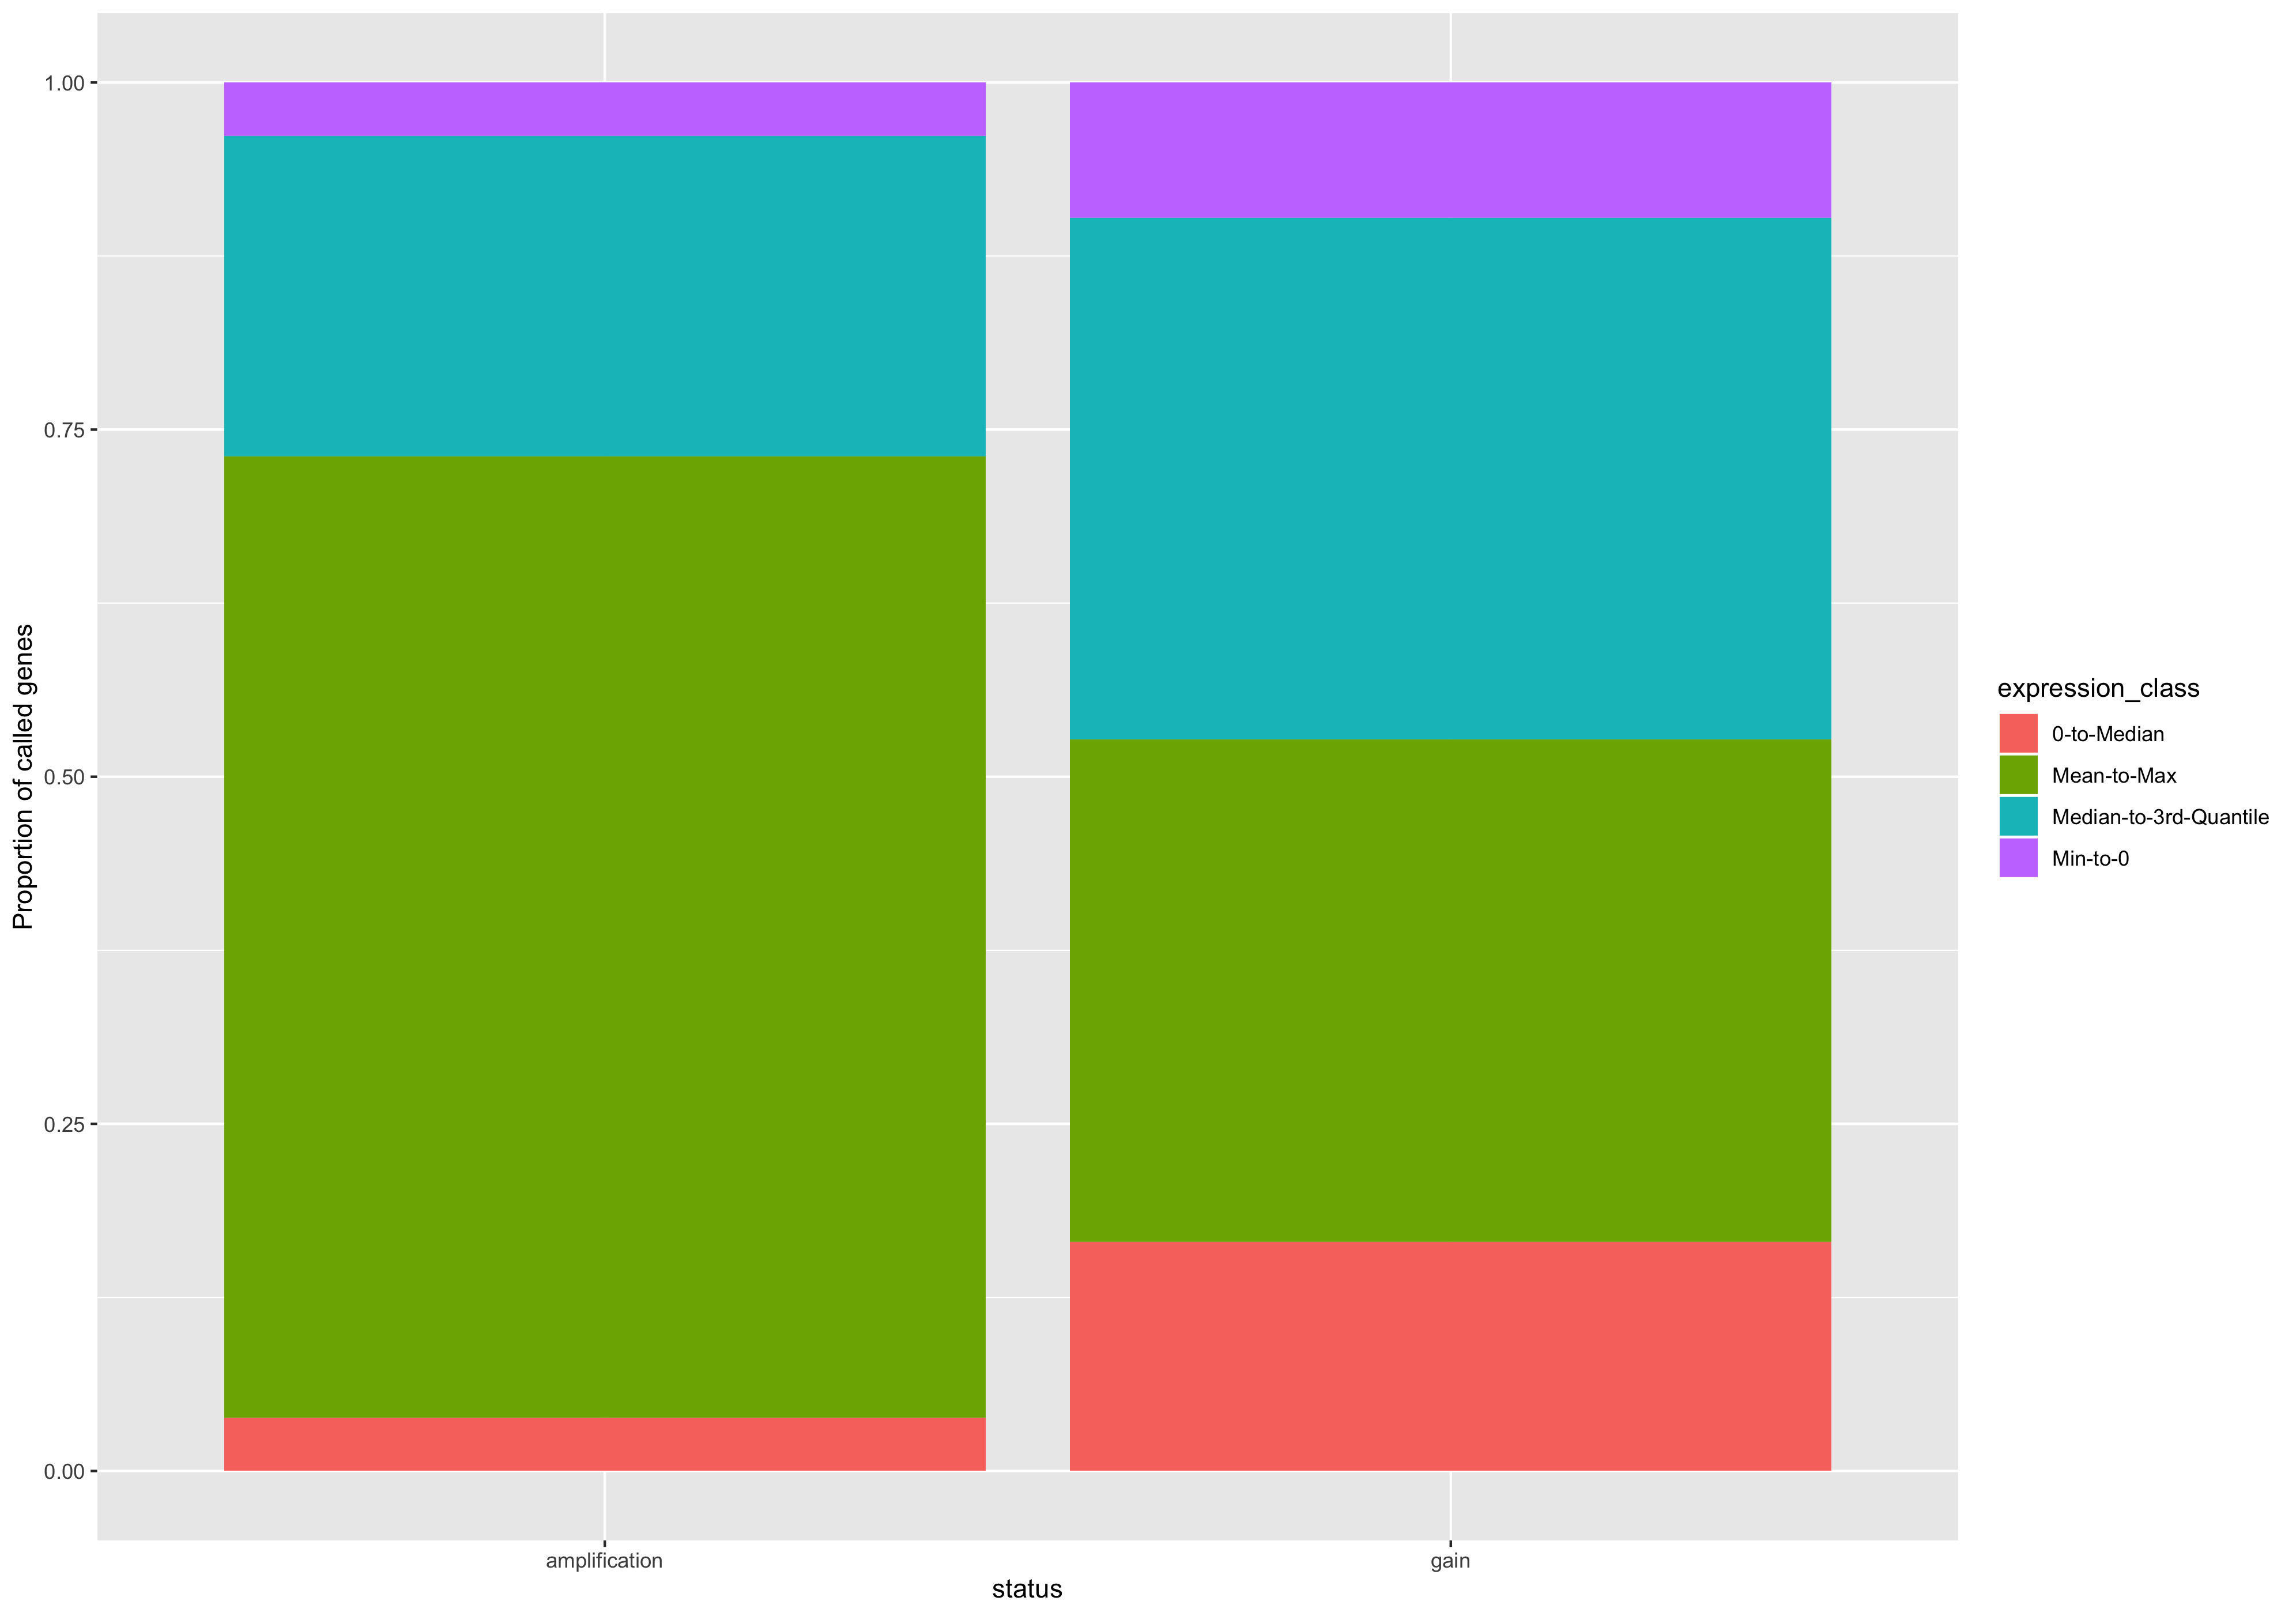 Proportion of called genes
1.00
0.75
0.50
0.25
0.00
amplification
gain
status
expression_class
0-to-Median
Mean-to-Max
Median-to-3rd-Quantile
Min-to-0